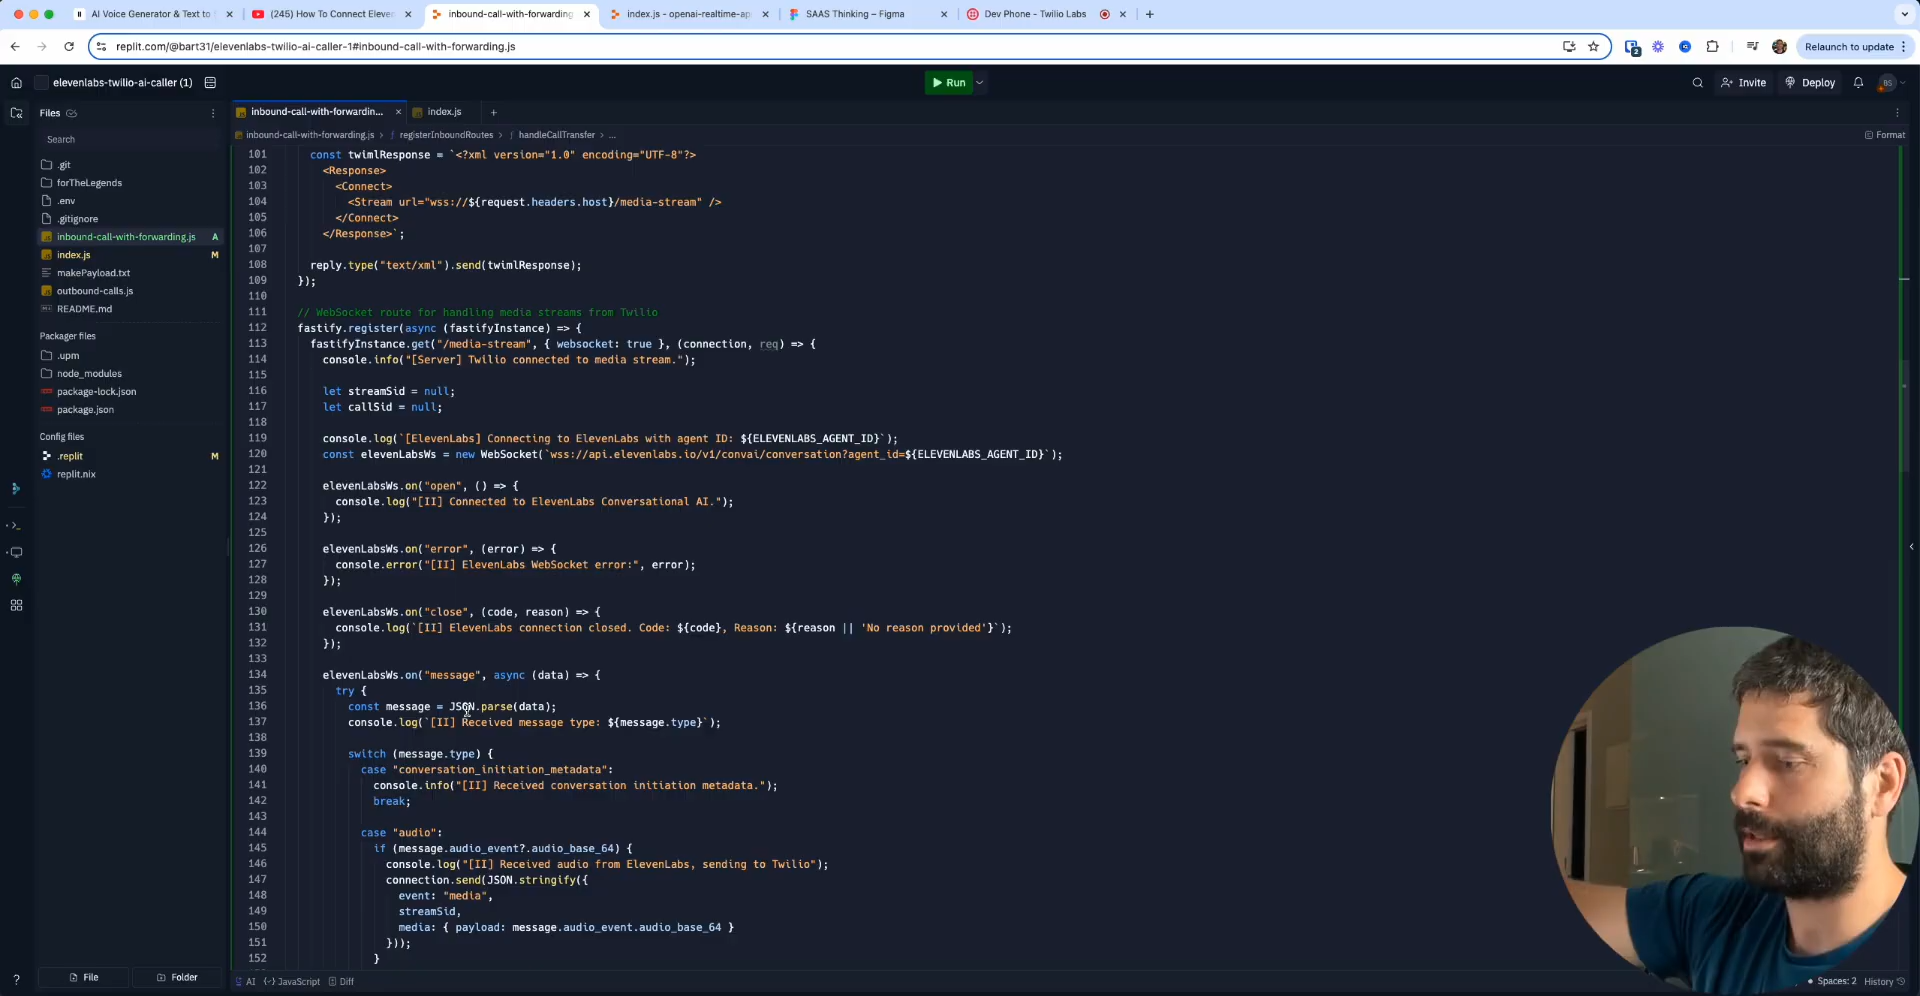 AI Voice Generator & Text to
(245) How To Connect Eleve
inbound-call-with-forwarding
index.js - openai-realtime-ap
SAAS Thinking – Figma
Dev Phone - Twilio Labs
replit.com/@bart31/elevenlabs-twilio-ai-caller-1#inbound-call-with-forwarding.js
2
Relaunch to update
elevenlabs-twilio-ai-caller (1)
Run
Invite
Deploy
BS
Files
inbound-call-with-forwardin...
index.js
Search
inbound-call-with-forwarding.js
registerInboundRoutes
handleCallTransfer
...
Format
.git
forTheLegends
.env
.gitignore
inbound-call-with-forwarding.js A
index.js M
makePayload.txt
outbound-calls.js
README.md
Packager files
.upm
node_modules
package-lock.json
package.json
Config files
.replit M
replit.nix
File
Folder
101 const twimlResponse = `<?xml version="1.0" encoding="UTF-8"?>
102 <Response>
103 <Connect>
104 <Stream url="wss://${request.headers.host}/media-stream" />
105 </Connect>
106 </Response>`;
107
108 reply.type("text/xml").send(twimlResponse);
109 });
110
111 // WebSocket route for handling media streams from Twilio
112 fastify.register(async (fastifyInstance) => {
113 fastifyInstance.get("/media-stream", { websocket: true }, (connection, req) => {
114 console.info("[Server] Twilio connected to media stream.");
115
116 let streamSid = null;
117 let callSid = null;
118
119 console.log(`[ElevenLabs] Connecting to ElevenLabs with agent ID: ${ELEVENLABS_AGENT_ID}`);
120 const elevenLabsWs = new WebSocket(`wss://api.elevenlabs.io/v1/convai/conversation?agent_id=${ELEVENLABS_AGENT_ID}`);
121
122 elevenLabsWs.on("open", () => {
123 console.log("[II] Connected to ElevenLabs Conversational AI.");
124 });
125
126 elevenLabsWs.on("error", (error) => {
127 console.error("[II] ElevenLabs WebSocket error:", error);
128 });
129
130 elevenLabsWs.on("close", (code, reason) => {
131 console.log(`[II] ElevenLabs connection closed. Code: ${code}, Reason: ${reason || 'No reason provided'}`);
132 });
133
134 elevenLabsWs.on("message", async (data) => {
135 try {
136 const message = JSON.parse(data);
137 console.log(`[II] Received message type: ${message.type}`);
138
139 switch (message.type) {
140 case "conversation_initiation_metadata":
141 console.info("[II] Received conversation initiation metadata.");
142 break;
143
144 case "audio":
145 if (message.audio_event?.audio_base_64) {
146 console.log("[II] Received audio from ElevenLabs, sending to Twilio");
147 connection.send(JSON.stringify({
148 event: "media",
149 streamSid,
150 media: { payload: message.audio_event.audio_base_64 }
151 }));
152 }
AI
JavaScript
Diff
Spaces: 2
History